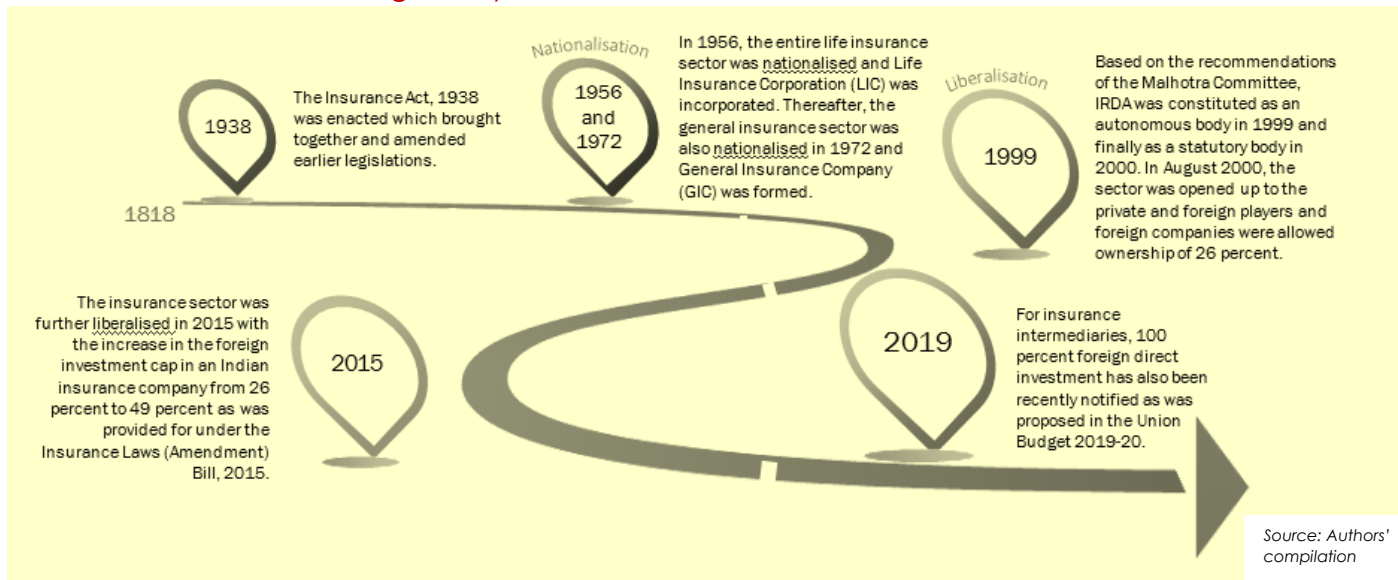 1818
1938
The Insurance Act, 1938
was enacted which brought
together and amended
earlier legislations.
Nationalisation
1956
and
1972
In 1956, the entire life insurance
sector was nationalised and Life
Insurance Corporation (LIC) was
incorporated. Thereafter, the
general insurance sector was
also nationalised in 1972 and
General Insurance Company
(GIC) was formed.
Liberalisation
1999
Based on the recommendations
of the Malhotra Committee,
IRDA was constituted as an
autonomous body in 1999 and
finally as a statutory body in
2000. In August 2000, the
sector was opened up to the
private and foreign players and
foreign companies were allowed
ownership of 26 percent.
The insurance sector was
further liberalised in 2015 with
the increase in the foreign
investment cap in an Indian
insurance company from 26
percent to 49 percent as was
provided for under the
Insurance Laws (Amendment)
Bill, 2015.
2015
2019
For insurance
intermediaries, 100
percent foreign direct
investment has also been
recently notified as was
proposed in the Union
Budget 2019-20.
Source: Authors'
compilation